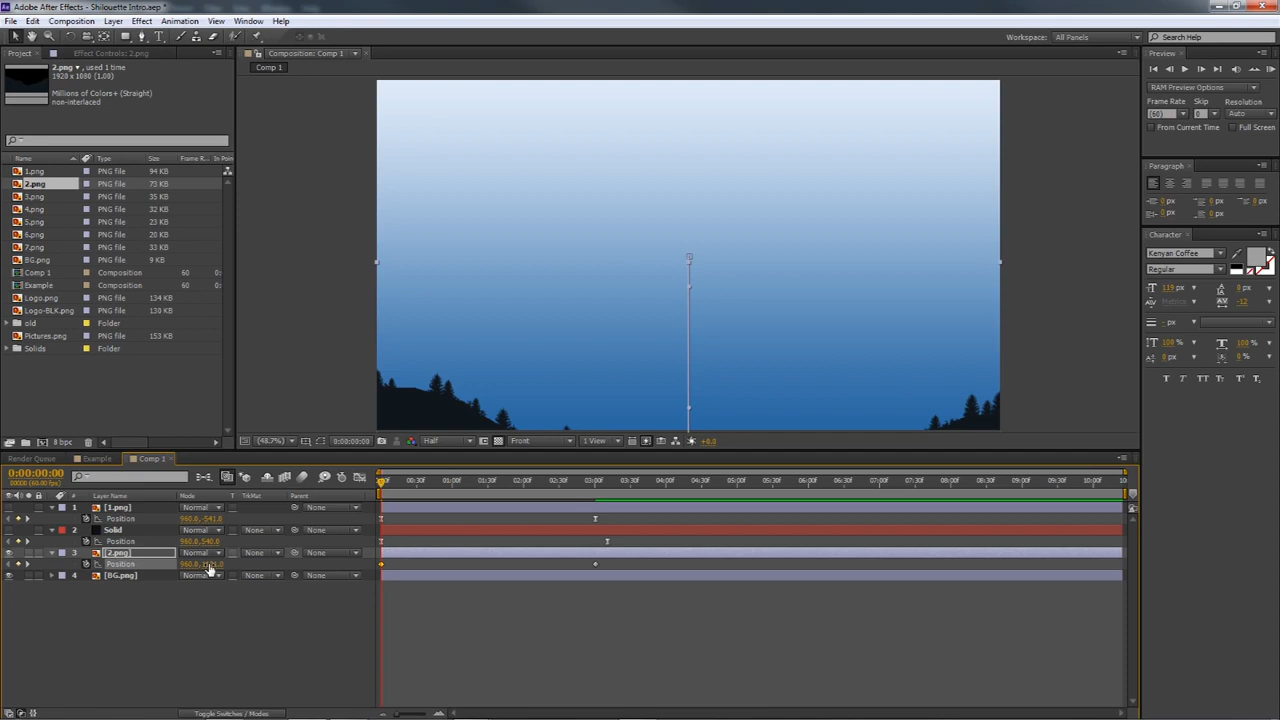 Adobe After Effects - Shilouette Intro.aep *
File Edit Composition Layer Effect Animation View Window Help
Workspace: All Panels Search Help
Project Effect Controls: 2.png
2.png , used 1 time
1920 x 1080 (1.00)
Millions of Colors+ (Straight)
non-interlaced
Name Type Size Frame R... In Poin
1.png PNG file 94 KB
2.png PNG file 73 KB
3.png PNG file 35 KB
4.png PNG file 32 KB
5.png PNG file 23 KB
6.png PNG file 20 KB
7.png PNG file 33 KB
BG.png PNG file 9 KB
Comp 1 Composition 60 0:
Example Composition 60 0:
Logo.png PNG file 134 KB
Logo-BLK.png PNG file 138 KB
old Folder
Pictures.png PNG file 153 KB
Solids Folder
8 bpc
Composition: Comp 1
Comp 1
(48.7%) 0:00:00:00 Half Front 1 View +0.0
Preview
RAM Preview Options
Frame Rate Skip Resolution
(60) 0 Auto
From Current Time Full Screen
Paragraph
0 px 0 px 0 px
0 px 0 px
Character
Kenyan Coffee
Regular
119 px 8 px
Metrics -12
- px
100 % 100 %
0 px 0 %
Render Queue Example Comp 1
0:00:00:00
00000 (60.00 fps)
# Layer Name Mode T TrkMat Parent
00:30f 01:00f 01:30f 02:00f 02:30f 03:00f 03:30f 04:00f 04:30f 05:00f 05:30f 06:00f 06:30f 07:00f 07:30f 08:00f 08:30f 09:00f 09:30f 10:00f 10:
1 [1.png] Normal None
Position 960.0,-541.0
2 Solid Normal None None
Position 960.0,540.0
3 [2.png] Normal None None
Position
4 [BG.png] Normal None None
Toggle Switches / Modes